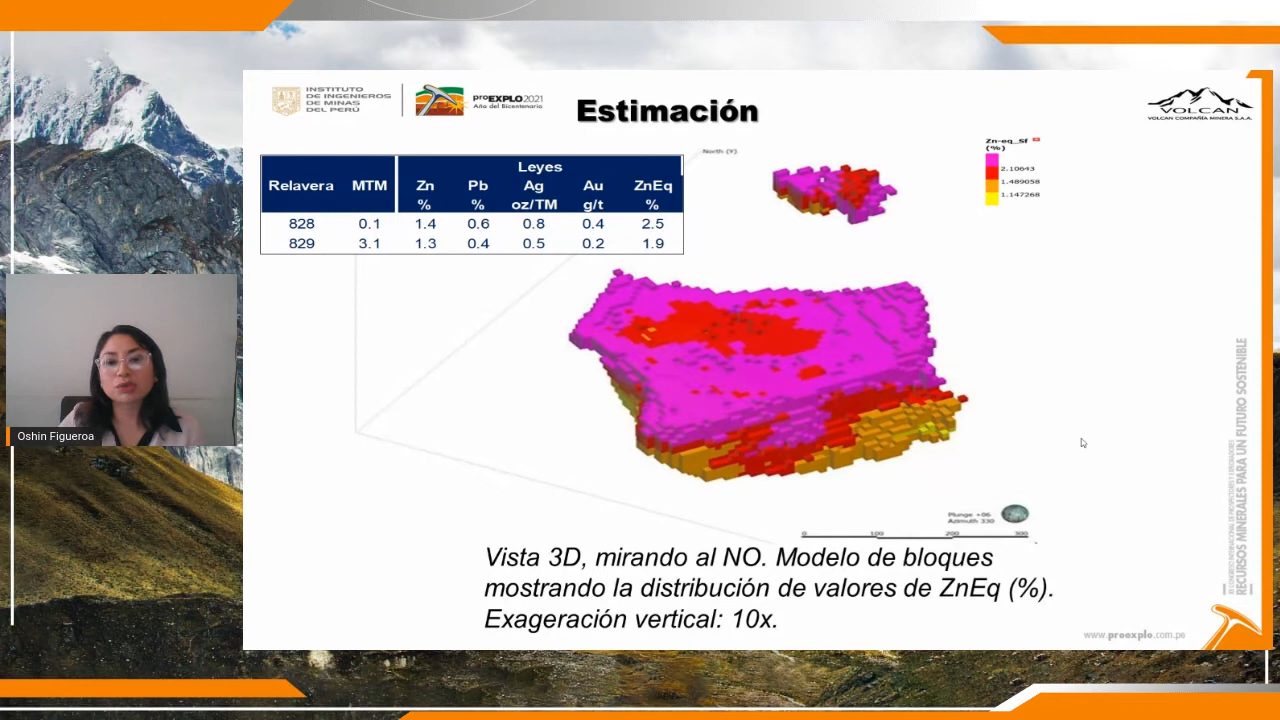 INSTITUTO
DE INGENIEROS
DE MINAS
DEL PERÚ
proEXPLO2021
Año del Bicentenario
Estimación
VOLCAN
VOLCAN COMPAÑÍA MINERA S.A.A.
Leyes
Relavera MTM Zn Pb Ag Au ZnEq
% % oz/TM g/t %
828 0.1 1.4 0.6 0.8 0.4 2.5
829 3.1 1.3 0.4 0.5 0.2 1.9
North (Y)
Zn-eq_Sf
(%)
2.10643
1.489058
1.147268
Oshin Figueroa
Plunge +06
Azimuth 330
0 100 200 300
Vista 3D, mirando al NO. Modelo de bloques
mostrando la distribución de valores de ZnEq (%).
Exageración vertical: 10x.
RECURSOS MINERALES PARA UN FUTURO SOSTENIBLE
www.proexplo.com.pe